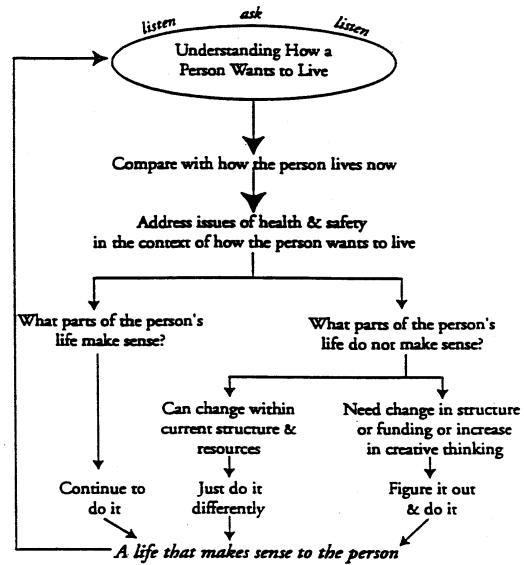 listen ask listen
Understanding How a
Person Wants to Live
Compare with how the person lives now
Address issues of health & safety
in the context of how the person wants to live
What parts of the person's
life make sense?
What parts of the person's
life do not make sense?
Can change within
current structure &
resources
Need change in structure
or funding or increase
in creative thinking
Continue to
do it
Just do it
differently
Figure it out
& do it
A life that makes sense to the person